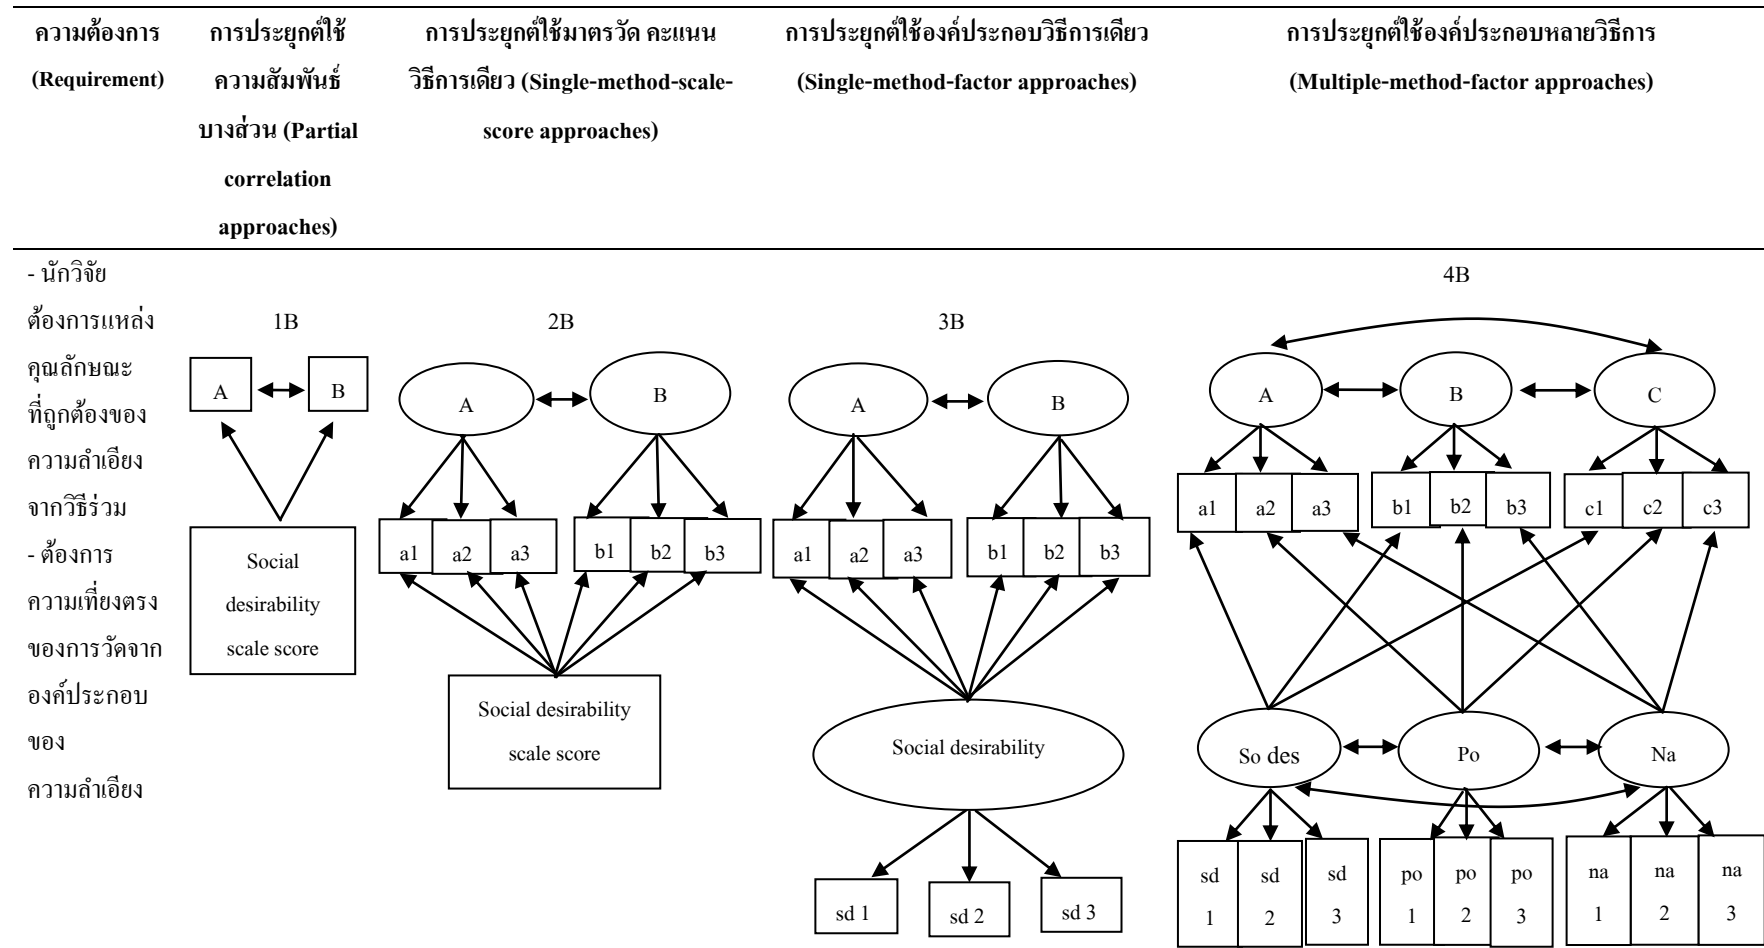 ความต้องการ
(Requirement)
การประยุกต์ใช้
ความสัมพันธ์
บางส่วน (Partial
correlation
approaches)
การประยุกต์ใช้มาตรวัด คะแนน
วิธีการเดียว (Single-method-scale-
score approaches)
การประยุกต์ใช้องค์ประกอบวิธีการเดียว
(Single-method-factor approaches)
การประยุกต์ใช้องค์ประกอบหลายวิธีการ
(Multiple-method-factor approaches)
- นักวิจัย
ต้องการแหล่ง
คุณลักษณะ
ที่ถูกต้องของ
ความลำเอียง
จากวิธีร่วม
- ต้องการ
ความเที่ยงตรง
ของการวัดจาก
องค์ประกอบ
ของ
ความลำเอียง
1B
A B
Social
desirability
scale score
2B
A B
a1 a2 a3 b1 b2 b3
Social desirability
scale score
3B
A B
a1 a2 a3 b1 b2 b3
Social desirability
sd 1 sd 2 sd 3
4B
A B C
a1 a2 a3 b1 b2 b3 c1 c2 c3
So des Po Na
sd sd sd po po po na na na
1 2 3 1 2 3 1 2 3